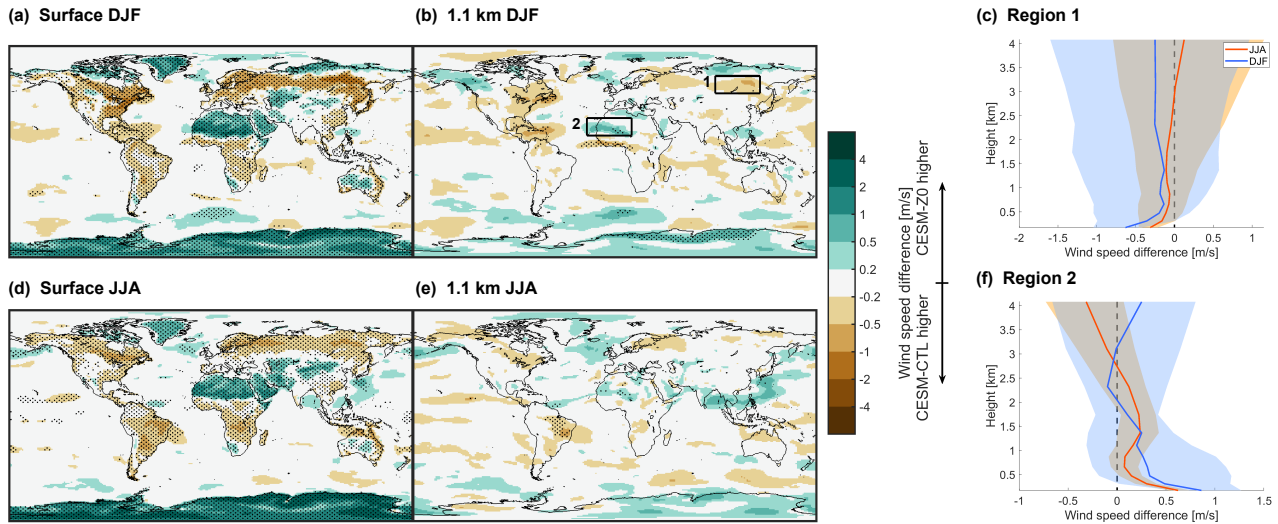 (a) Surface DJF
(b) 1.1 km DJF
(c) Region 1
1
2
4
2
1
0.5
0.2
-0.2
-0.5
-1
-2
-4
Wind speed difference [m/s]
CESM-CTL higher
CESM-Z0 higher
JJA
DJF
4
3.5
3
2.5
2
1.5
1
0.5
Height [km]
-2
-1.5
-1
-0.5
0
0.5
1
Wind speed difference [m/s]
(d) Surface JJA
(e) 1.1 km JJA
(f) Region 2
4
3.5
3
2.5
2
1.5
1
0.5
Height [km]
-1
-0.5
0
0.5
1
1.5
Wind speed difference [m/s]